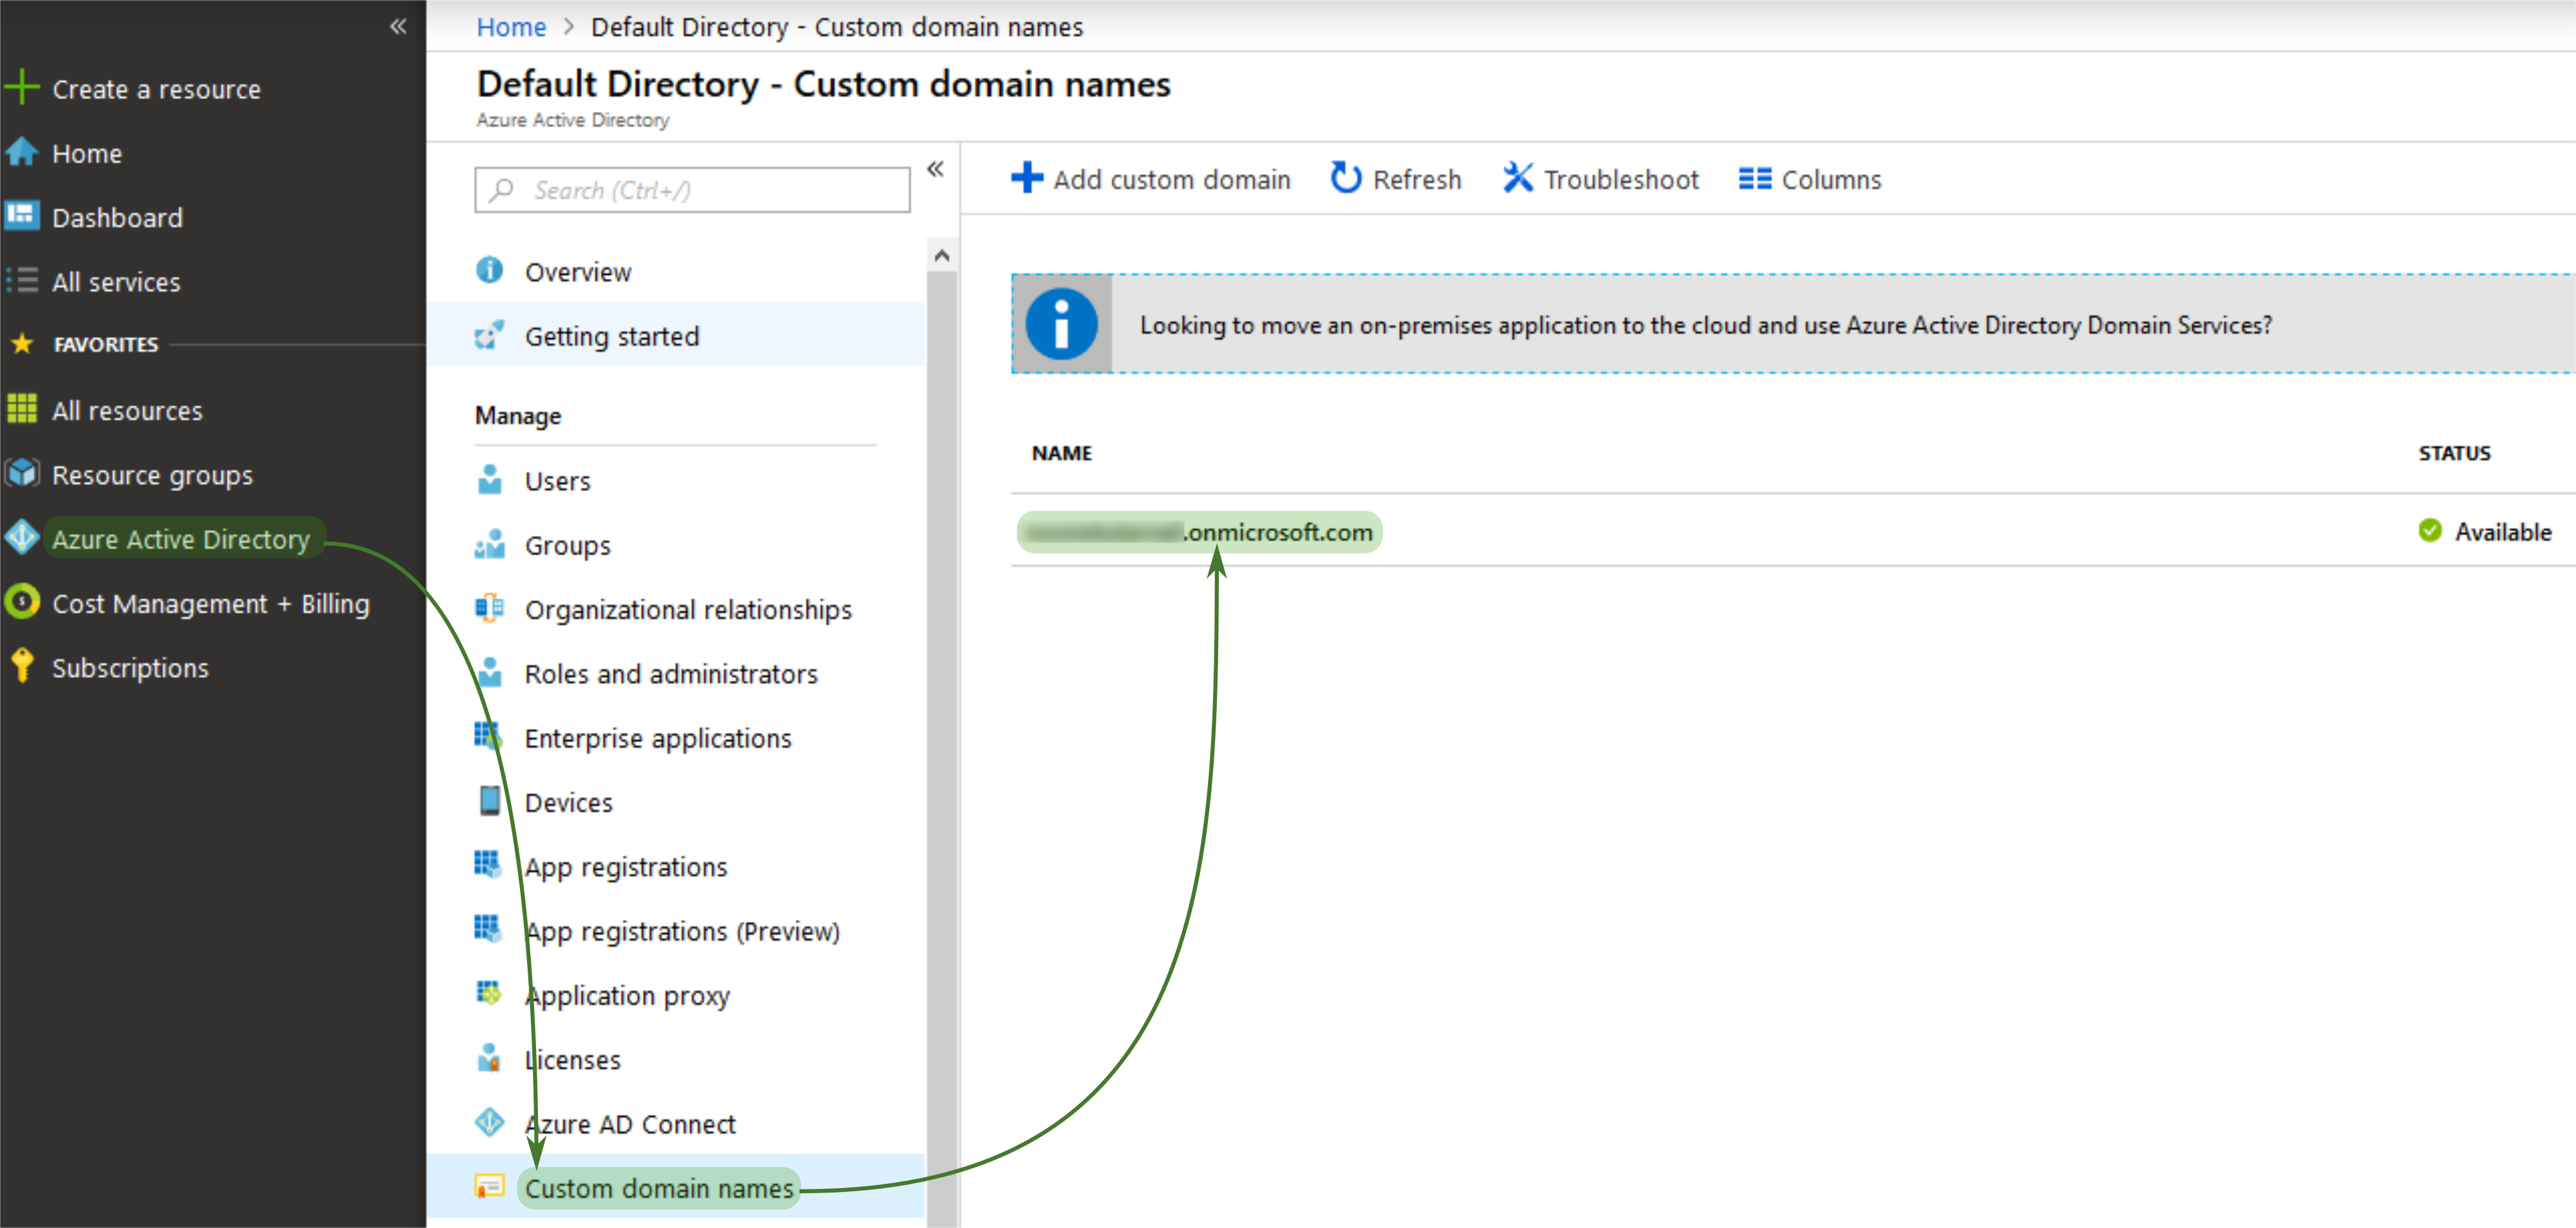 Create a resource
Home
Dashboard
All services
FAVORITES
All resources
Resource groups
Azure Active Directory
Cost Management + Billing
Subscriptions
Home > Default Directory - Custom domain names
Default Directory - Custom domain names
Azure Active Directory
Search (Ctrl+/)
Overview
Getting started
Manage
Users
Groups
Organizational relationships
Roles and administrators
Enterprise applications
Devices
App registrations
App registrations (Preview)
Application proxy
Licenses
Azure AD Connect
Custom domain names
Add custom domain Refresh Troubleshoot Columns
Looking to move an on-premises application to the cloud and use Azure Active Directory Domain Services?
NAME STATUS
.onmicrosoft.com Available